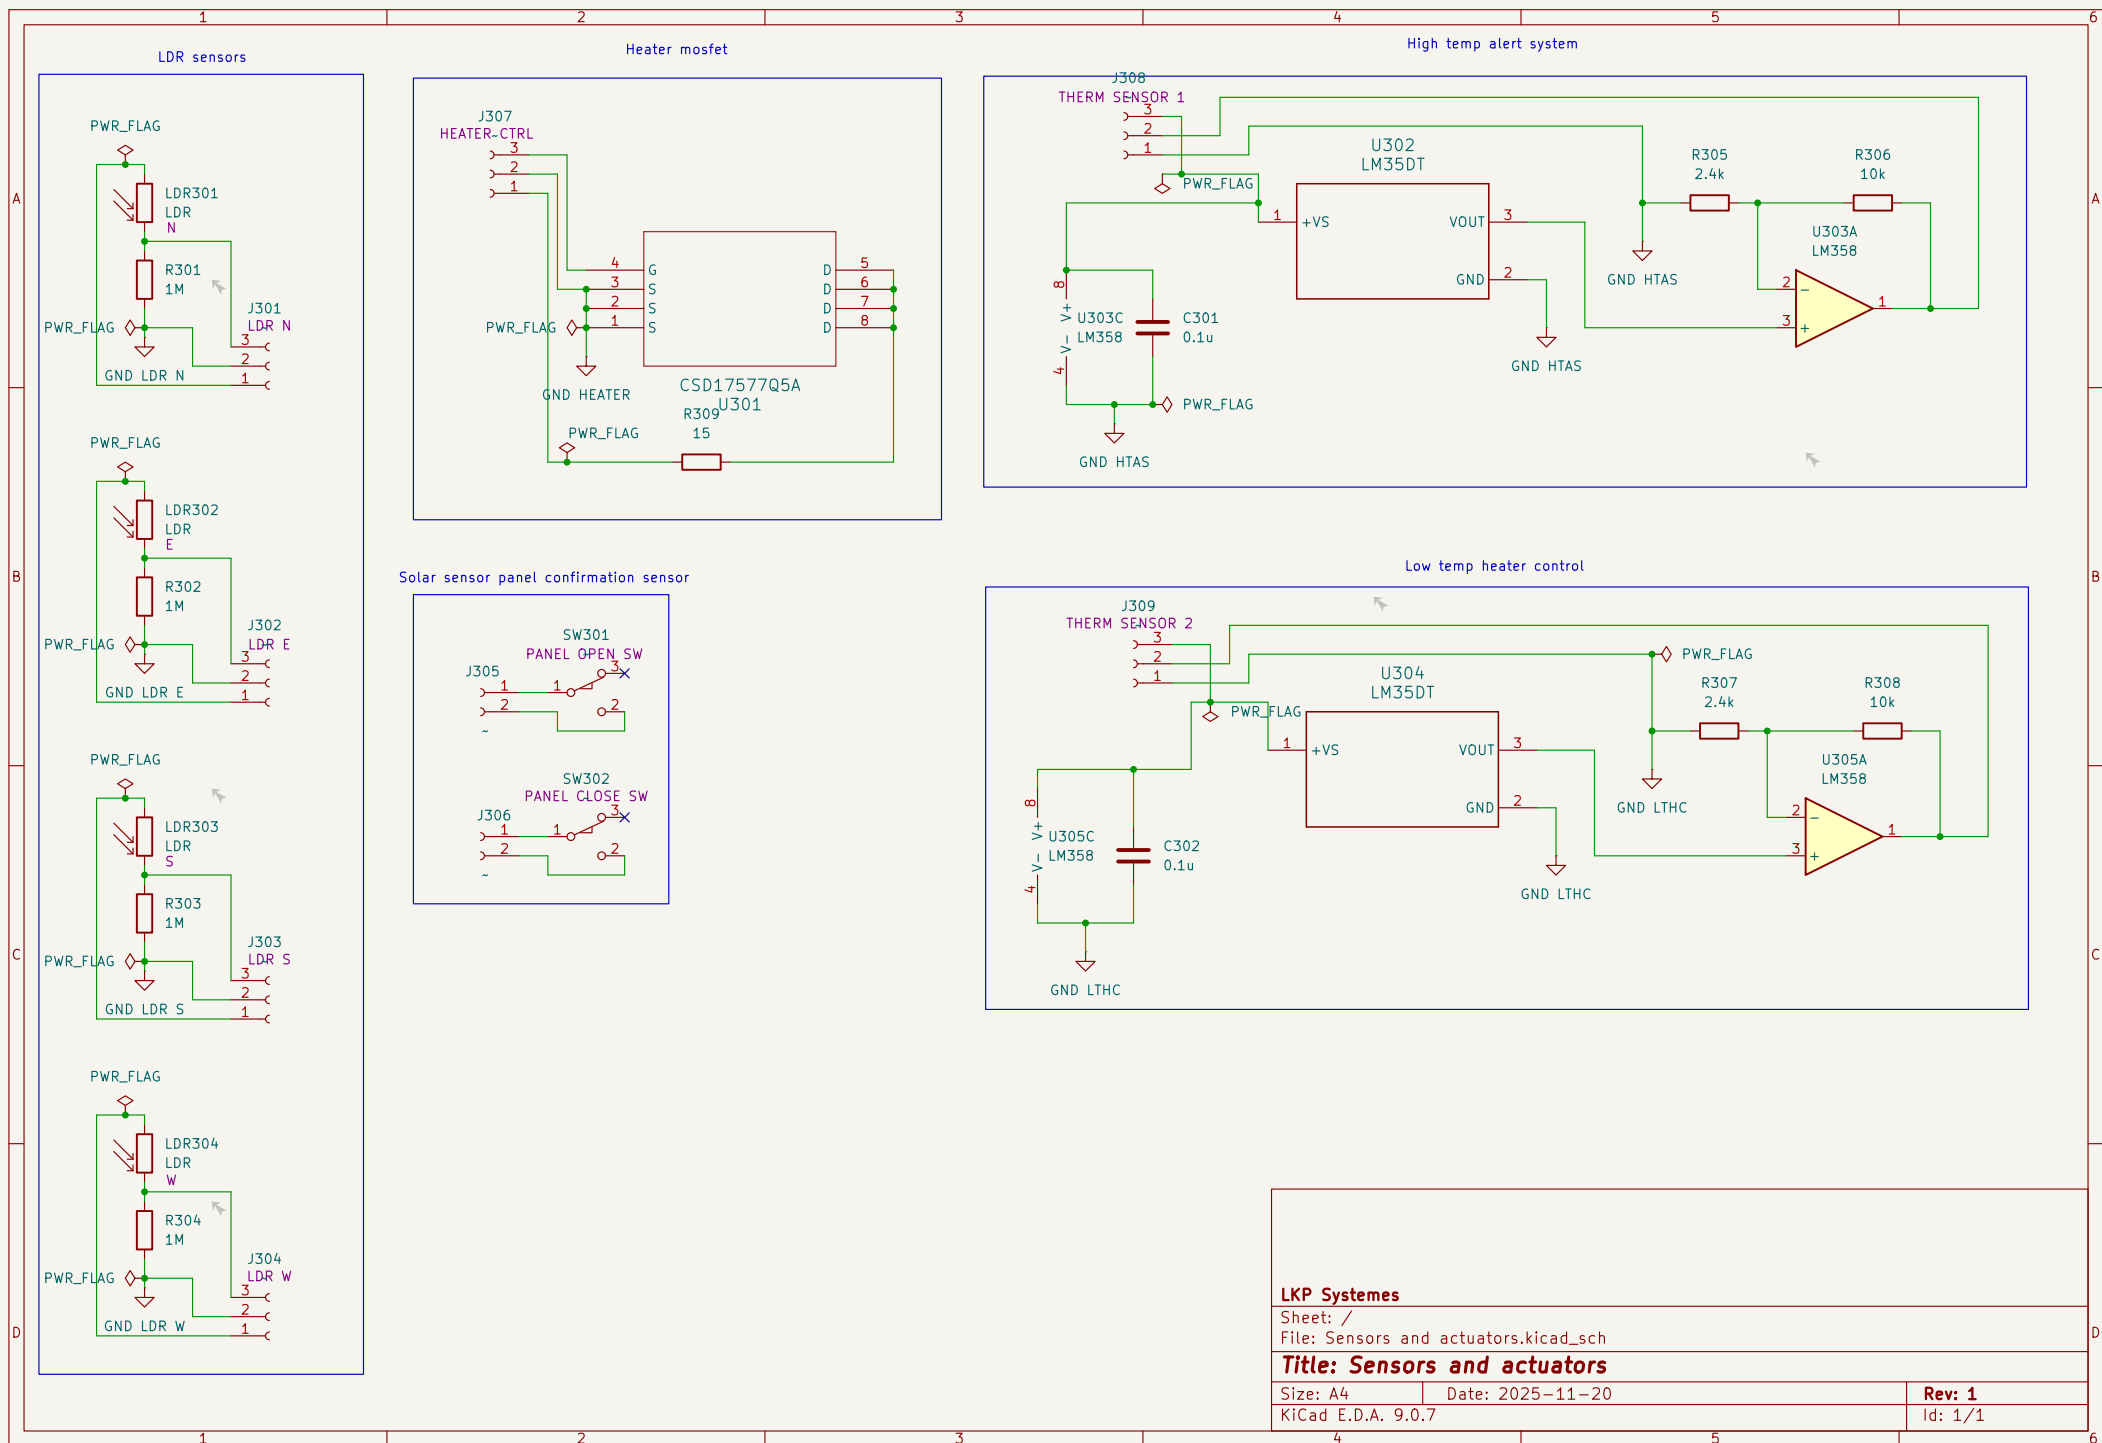 1 2 3 4 5 6
A
B
C
D
A
B
C
D
1 2 3 4 5 6
LDR sensors
PWR_FLAG
LDR301
LDR
N
R301
1M
J301
LDR N
PWR_FLAG
3
2
1
GND LDR N
PWR_FLAG
LDR302
LDR
E
R302
1M
J302
LDR E
PWR_FLAG
3
2
1
GND LDR E
PWR_FLAG
LDR303
LDR
S
R303
1M
J303
LDR S
PWR_FLAG
3
2
1
GND LDR S
PWR_FLAG
LDR304
LDR
W
R304
1M
J304
LDR W
PWR_FLAG
3
2
1
GND LDR W
Heater mosfet
J307
HEATER CTRL
~
3
2
1
4 G D 5
3 S D 6
2 S D 7
PWR_FLAG 1 S D 8
CSD17577Q5A
GND HEATER
U301
R309
15
PWR_FLAG
Solar sensor panel confirmation sensor
SW301
PANEL OPEN SW
J305
3
1 1
2 2
~
SW302
PANEL CLOSE SW
J306
3
1 1
2 2
~
High temp alert system
J308
THERM SENSOR 1
3
2
1
PWR_FLAG
U302
LM35DT
1 +VS VOUT 3
GND 2
R305
2.4k
R306
10k
U303A
LM358
2 −
1
3 +
GND HTAS
8
V+
U303C
LM358
V−
4
C301
0.1u
GND HTAS
PWR_FLAG
GND HTAS
Low temp heater control
J309
THERM SENSOR 2
3
2
1
PWR_FLAG
U304
LM35DT
1 +VS VOUT 3
GND 2
PWR_FLAG
R307
2.4k
R308
10k
U305A
LM358
2 −
1
3 +
GND LTHC
8
V+
U305C
LM358
V−
4
C302
0.1u
GND LTHC
GND LTHC
LKP Systemes
Sheet: /
File: Sensors and actuators.kicad_sch
Title: Sensors and actuators
Size: A4 Date: 2025-11-20 Rev: 1
KiCad E.D.A. 9.0.7 Id: 1/1